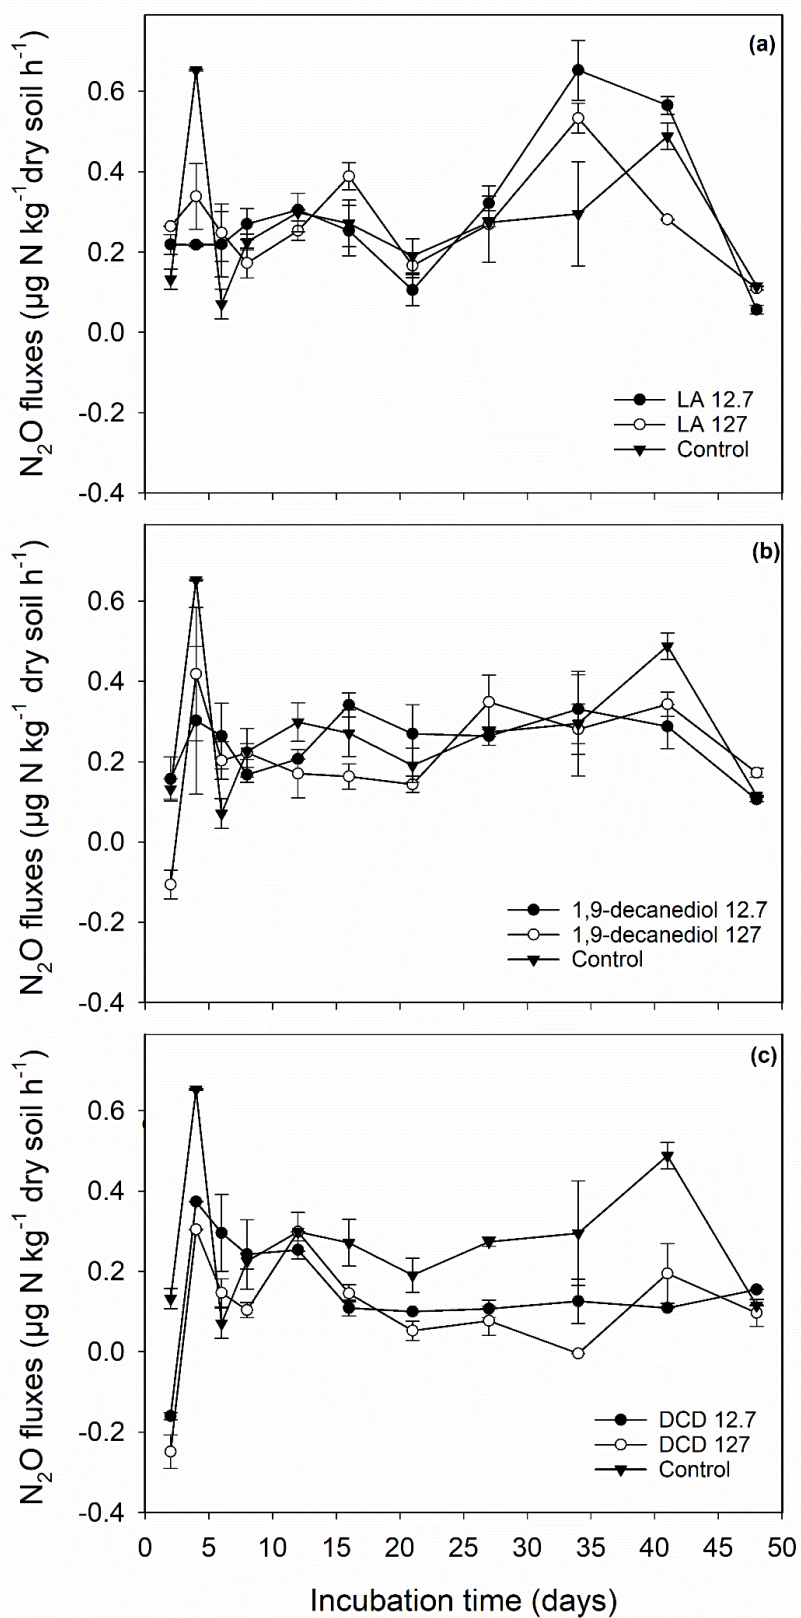 (a)
N₂O fluxes (µg N kg⁻¹dry soil h⁻¹)
0.6
0.4
0.2
0.0
-0.2
-0.4
LA 12.7
LA 127
Control
(b)
N₂O fluxes (µg N kg⁻¹ dry soil h⁻¹)
0.6
0.4
0.2
0.0
-0.2
-0.4
1,9-decanediol 12.7
1,9-decanediol 127
Control
(c)
N₂O fluxes (µg N kg⁻¹ dry soil h⁻¹)
0.6
0.4
0.2
0.0
-0.2
-0.4
DCD 12.7
DCD 127
Control
0 5 10 15 20 25 30 35 40 45 50
Incubation time (days)